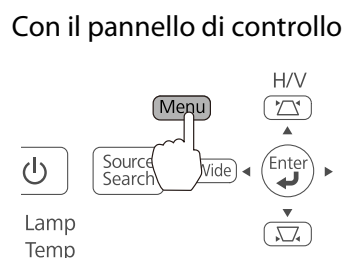 Con il pannello di controllo
H/V
Menu
Source
Search
Enter
Lamp
Temp